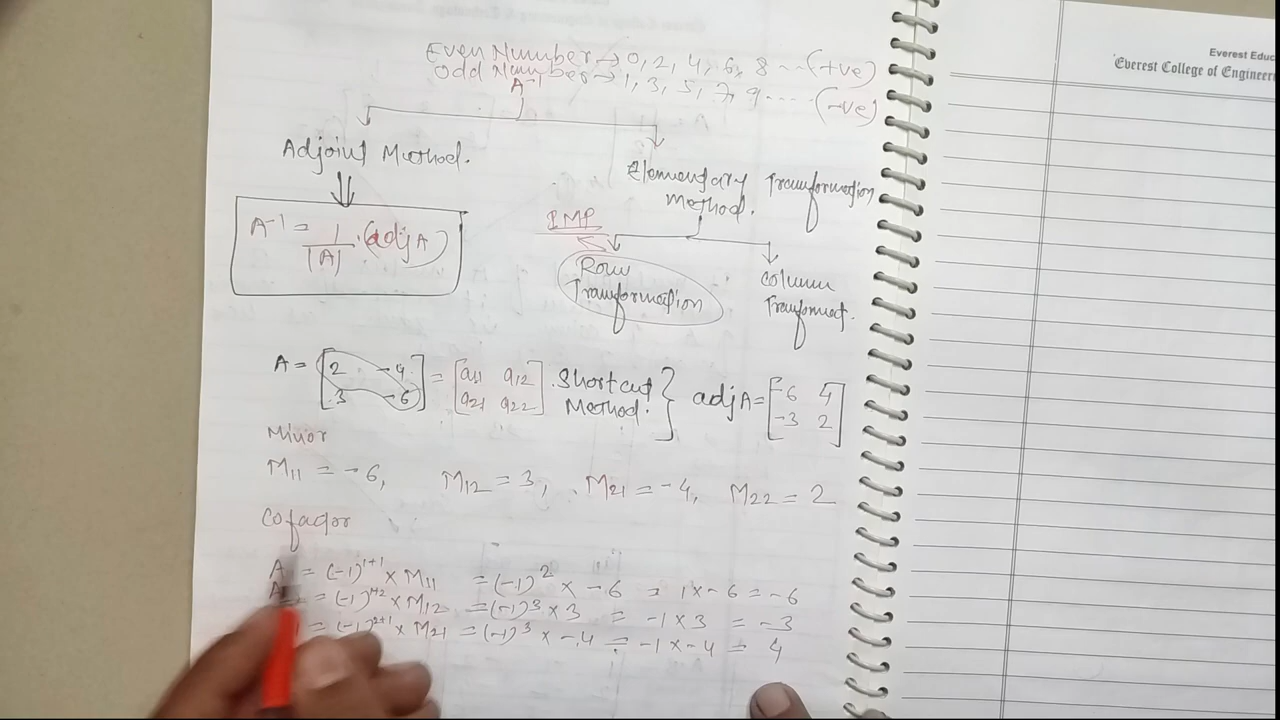 Even Number → 0, 2, 4, 6, 8 ... (+ve)
Odd Number → 1, 3, 5, 7, 9 .... (-ve)
A⁻¹
Adjoint Method.
Elementary Transformation
Method.
A⁻¹ = 1/|A| . (adj A)
IMP
Row
Transformation
Column
Transformat.
A = [2 -4; 3 -6] = [a11 a12; a21 a22] . Shortcut Method. } adj A = [-6 4; -3 2]
Minor
M11 = -6, M12 = 3, M21 = -4, M22 = 2
Cofactor
A = (-1)¹⁺¹ × M11 = (-1)² × -6 = 1 × -6 = -6
= (-1)¹⁺² × M12 = (-1)³ × 3 = -1 × 3 = -3
= (-1)²⁺¹ × M21 = (-1)³ × -4 = -1 × -4 = 4
Everest Educ
Everest College of Engineeri